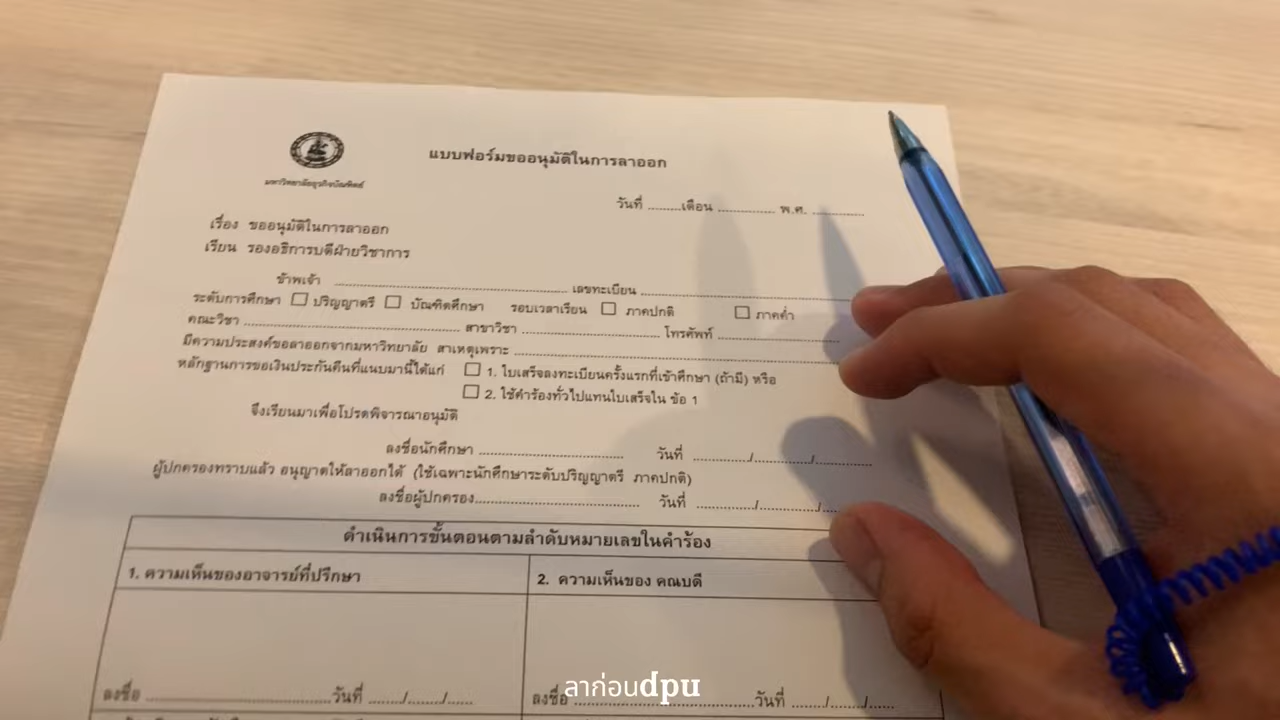 แบบฟอร์มขออนุมัติในการลาออก
มหาวิทยาลัยธุรกิจบัณฑิตย์
วันที่ ........เดือน .............. พ.ศ. .............
เรื่อง ขออนุมัติในการลาออก
เรียน รองอธิการบดีฝ่ายวิชาการ
ข้าพเจ้า ........................................................ เลขทะเบียน ....................................................
ระดับการศึกษา ☐ ปริญญาตรี ☐ บัณฑิตศึกษา รอบเวลาเรียน ☐ ภาคปกติ ☐ ภาคค่ำ
คณะวิชา .................................................... สาขาวิชา ................................. โทรศัพท์ .............................
มีความประสงค์ขอลาออกจากมหาวิทยาลัย สาเหตุเพราะ ................................................................................
หลักฐานการขอเงินประกันคืนที่แนบมานี้ได้แก่ ☐ 1. ใบเสร็จลงทะเบียนครั้งแรกที่เข้าศึกษา (ถ้ามี) หรือ
☐ 2. ใช้คำร้องทั่วไปแทนใบเสร็จใน ข้อ 1
จึงเรียนมาเพื่อโปรดพิจารณาอนุมัติ
ลงชื่อนักศึกษา ................................... วันที่ ............./.............../..............
ผู้ปกครองทราบแล้ว อนุญาตให้ลาออกได้ (ใช้เฉพาะนักศึกษาระดับปริญญาตรี ภาคปกติ)
ลงชื่อผู้ปกครอง........................................ วันที่ ............./.............../.....
ดำเนินการขั้นตอนตามลำดับหมายเลขในคำร้อง
1. ความเห็นของอาจารย์ที่ปรึกษา
2. ความเห็นของ คณบดี
ลงชื่อ ........................................วันที่ ......../......../........
ลงชื่อ ........................................วันที่ ......../......../........
ลาก่อนdpu